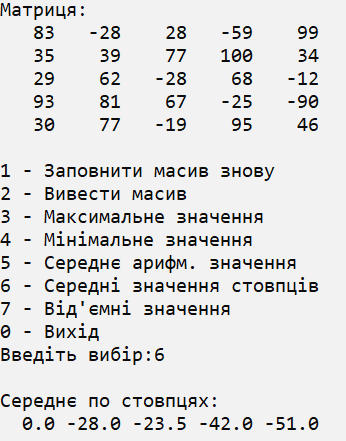 Матриця:
83 -28 28 -59 99
35 39 77 100 34
29 62 -28 68 -12
93 81 67 -25 -90
30 77 -19 95 46
1 - Заповнити масив знову
2 - Вивести масив
3 - Максимальне значення
4 - Мінімальне значення
5 - Середнє арифм. значення
6 - Середні значення стовпців
7 - Від'ємні значення
0 - Вихід
Введіть вибір:6
Середнє по стовпцях:
0.0 -28.0 -23.5 -42.0 -51.0